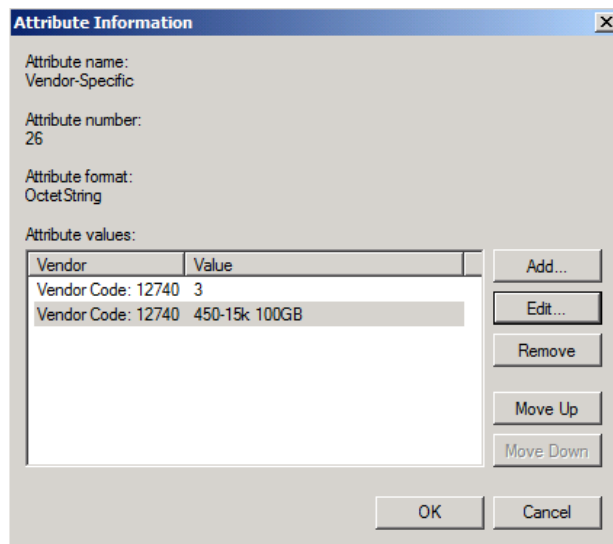 Attribute Information
Attribute name:
Vendor-Specific
Attribute number:
26
Attribute format:
OctetString
Attribute values:
Vendor Value
Vendor Code: 12740 3
Vendor Code: 12740 450-15k 100GB
Add...
Edit...
Remove
Move Up
Move Down
OK Cancel